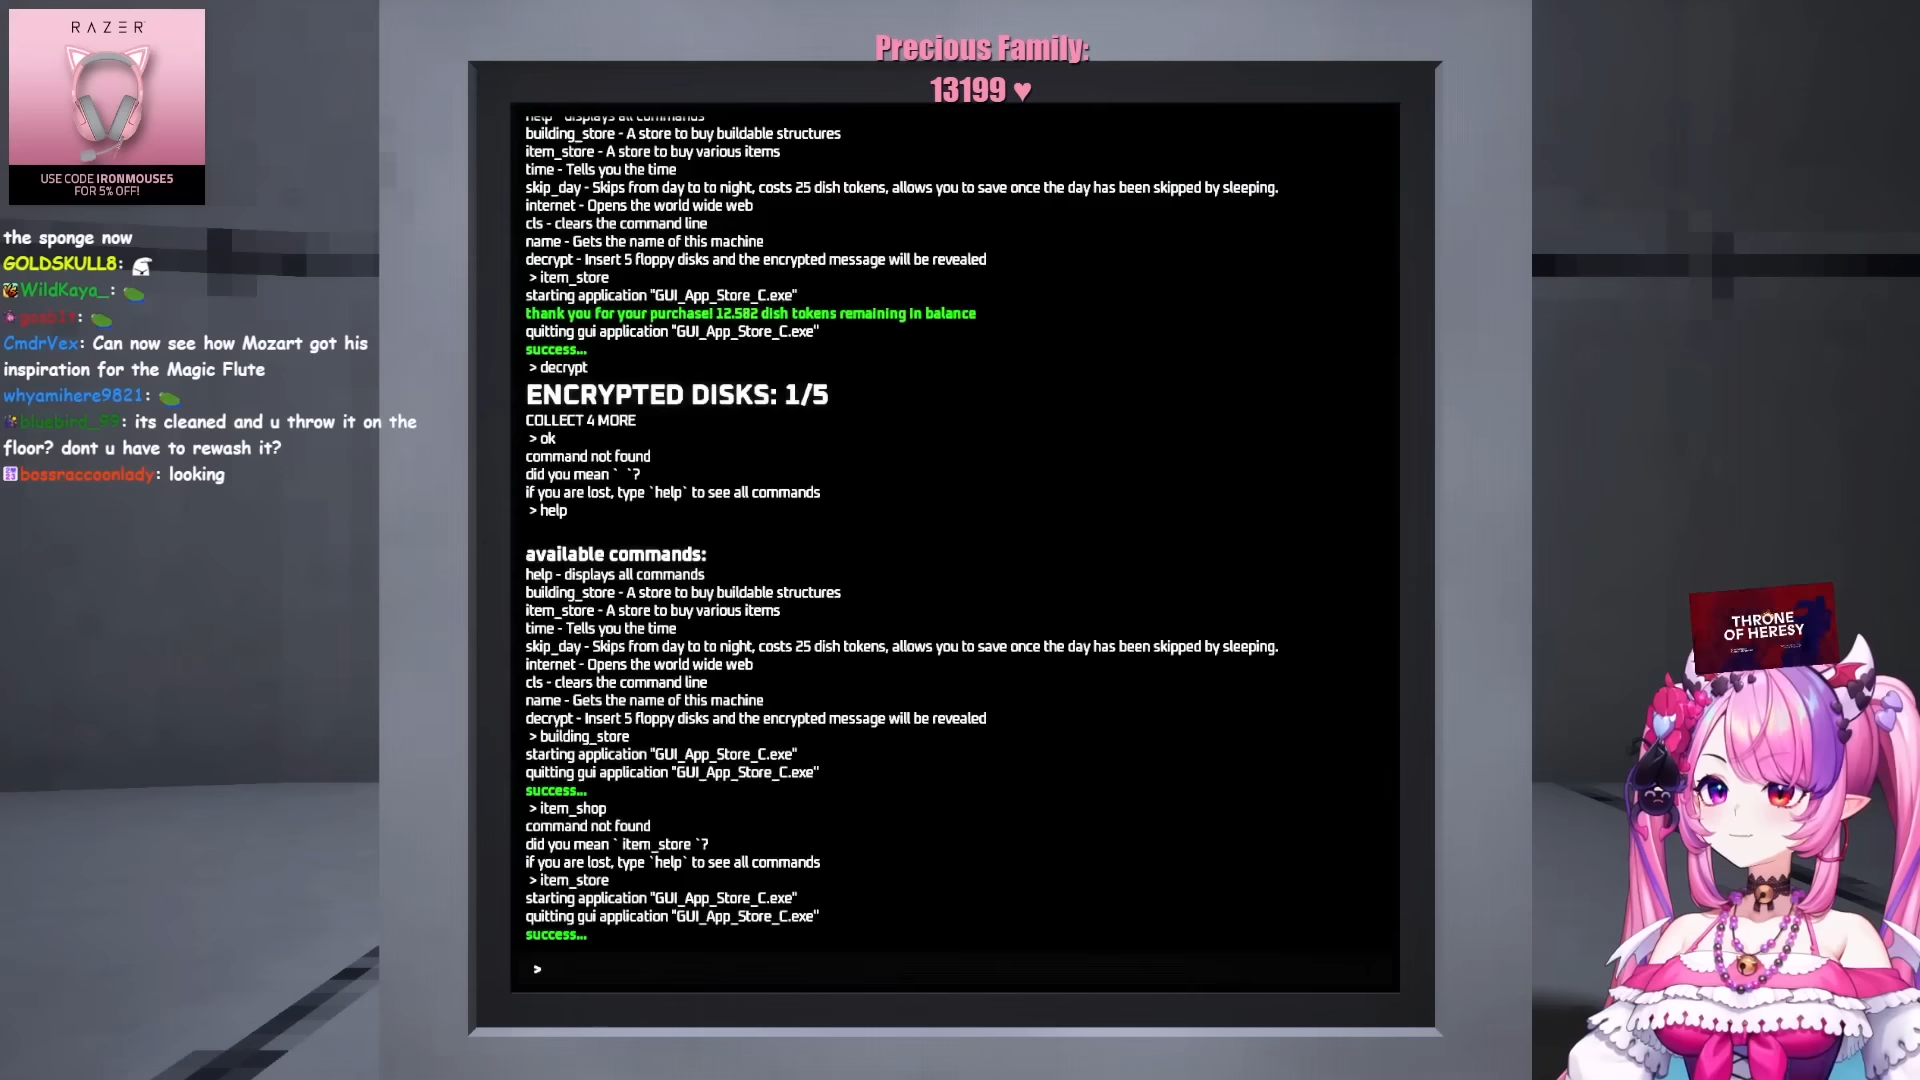 RAZER
USE CODE IRONMOUSE5
FOR 5% OFF!
Precious Family:
13199 ♥
the sponge now
GOLDSKULL8:
WildKaya_:
CmdrVex: Can now see how Mozart got his
inspiration for the Magic Flute
whyamihere9821:
bluebird_99: its cleaned and u throw it on the
floor? dont u have to rewash it?
bossraccoonlady: looking
help - displays all commands
building_store - A store to buy buildable structures
item_store - A store to buy various items
time - Tells you the time
skip_day - Skips from day to to night, costs 25 dish tokens, allows you to save once the day has been skipped by sleeping.
internet - Opens the world wide web
cls - clears the command line
name - Gets the name of this machine
decrypt - Insert 5 floppy disks and the encrypted message will be revealed
> item_store
starting application "GUI_App_Store_C.exe"
thank you for your purchase! 12.582 dish tokens remaining in balance
quitting gui application "GUI_App_Store_C.exe"
success...
> decrypt
ENCRYPTED DISKS: 1/5
COLLECT 4 MORE
> ok
command not found
did you mean ` `?
if you are lost, type `help` to see all commands
> help
available commands:
help - displays all commands
building_store - A store to buy buildable structures
item_store - A store to buy various items
time - Tells you the time
skip_day - Skips from day to to night, costs 25 dish tokens, allows you to save once the day has been skipped by sleeping.
internet - Opens the world wide web
cls - clears the command line
name - Gets the name of this machine
decrypt - Insert 5 floppy disks and the encrypted message will be revealed
> building_store
starting application "GUI_App_Store_C.exe"
quitting gui application "GUI_App_Store_C.exe"
success...
> item_shop
command not found
did you mean ` item_store `?
if you are lost, type `help` to see all commands
> item_store
starting application "GUI_App_Store_C.exe"
quitting gui application "GUI_App_Store_C.exe"
success...
>
THRONE
OF HERESY